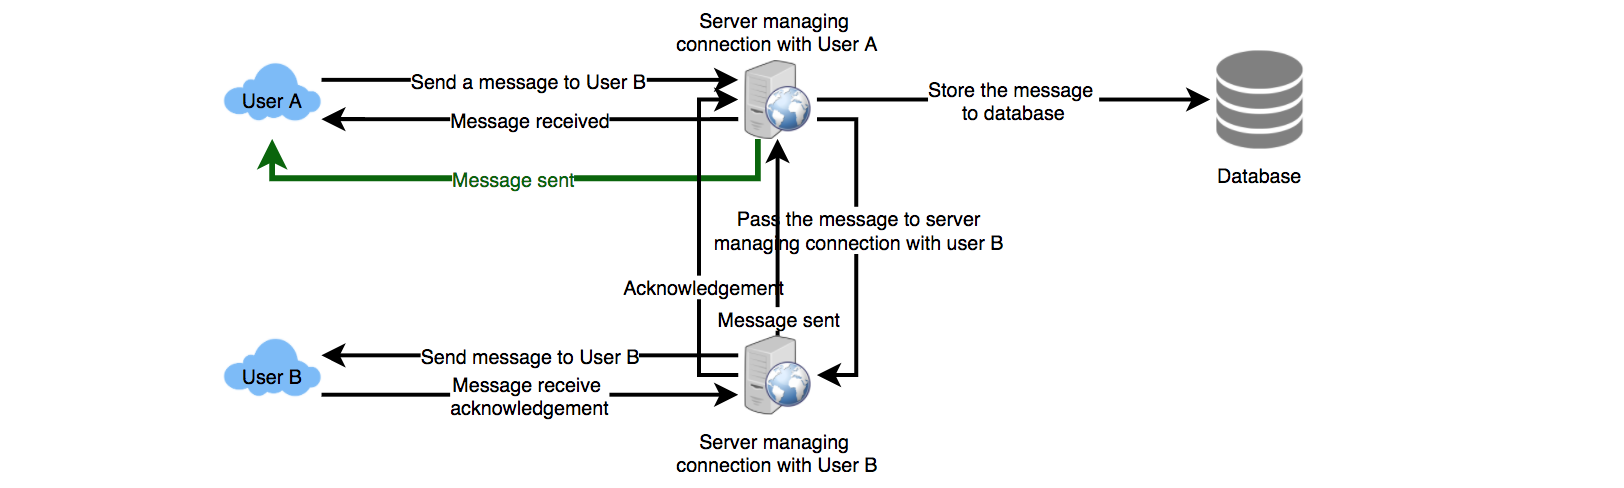 Server managing
connection with User A
Send a message to User B
User A
Store the message
to database
Message received
Message sent
Database
Pass the message to server
managing connection with user B
Acknowledgement
Message sent
Send message to User B
User B
Message receive
acknowledgement
Server managing
connection with User B